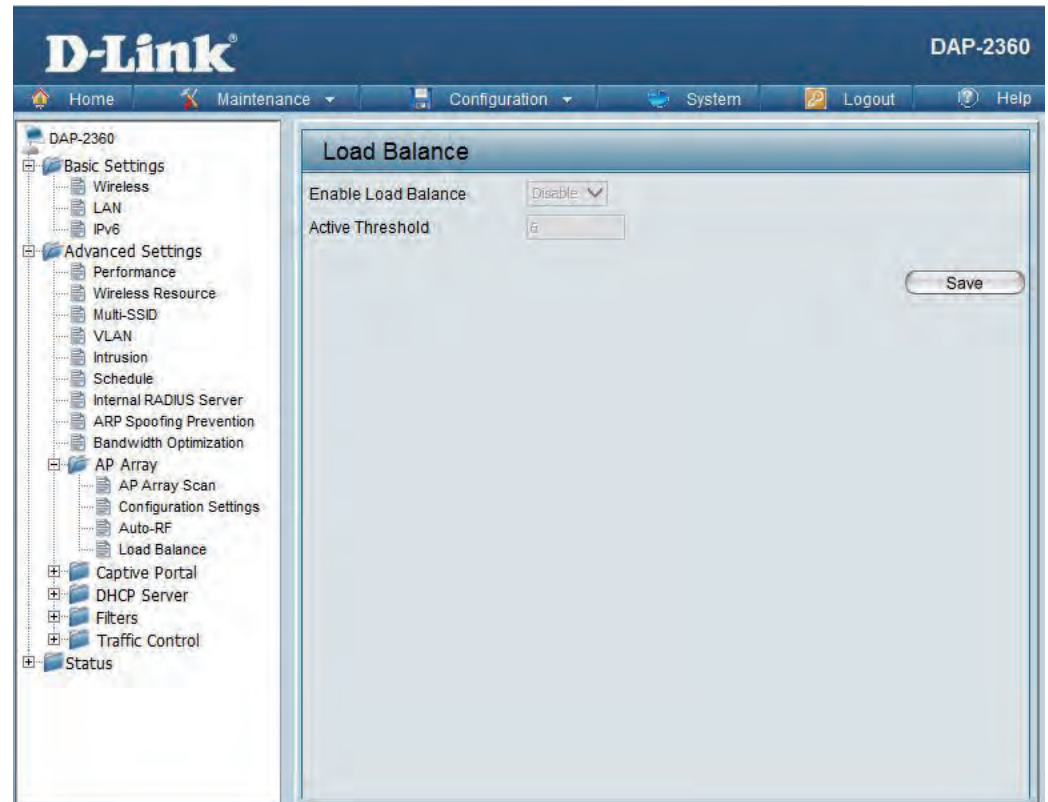 D-Link®
DAP-2360
Home Maintenance Configuration System Logout Help
DAP-2360
Basic Settings
Wireless
LAN
IPv6
Advanced Settings
Performance
Wireless Resource
Multi-SSID
VLAN
Intrusion
Schedule
Internal RADIUS Server
ARP Spoofing Prevention
Bandwidth Optimization
AP Array
AP Array Scan
Configuration Settings
Auto-RF
Load Balance
Captive Portal
DHCP Server
Filters
Traffic Control
Status
Load Balance
Enable Load Balance Disable
Active Threshold
Save